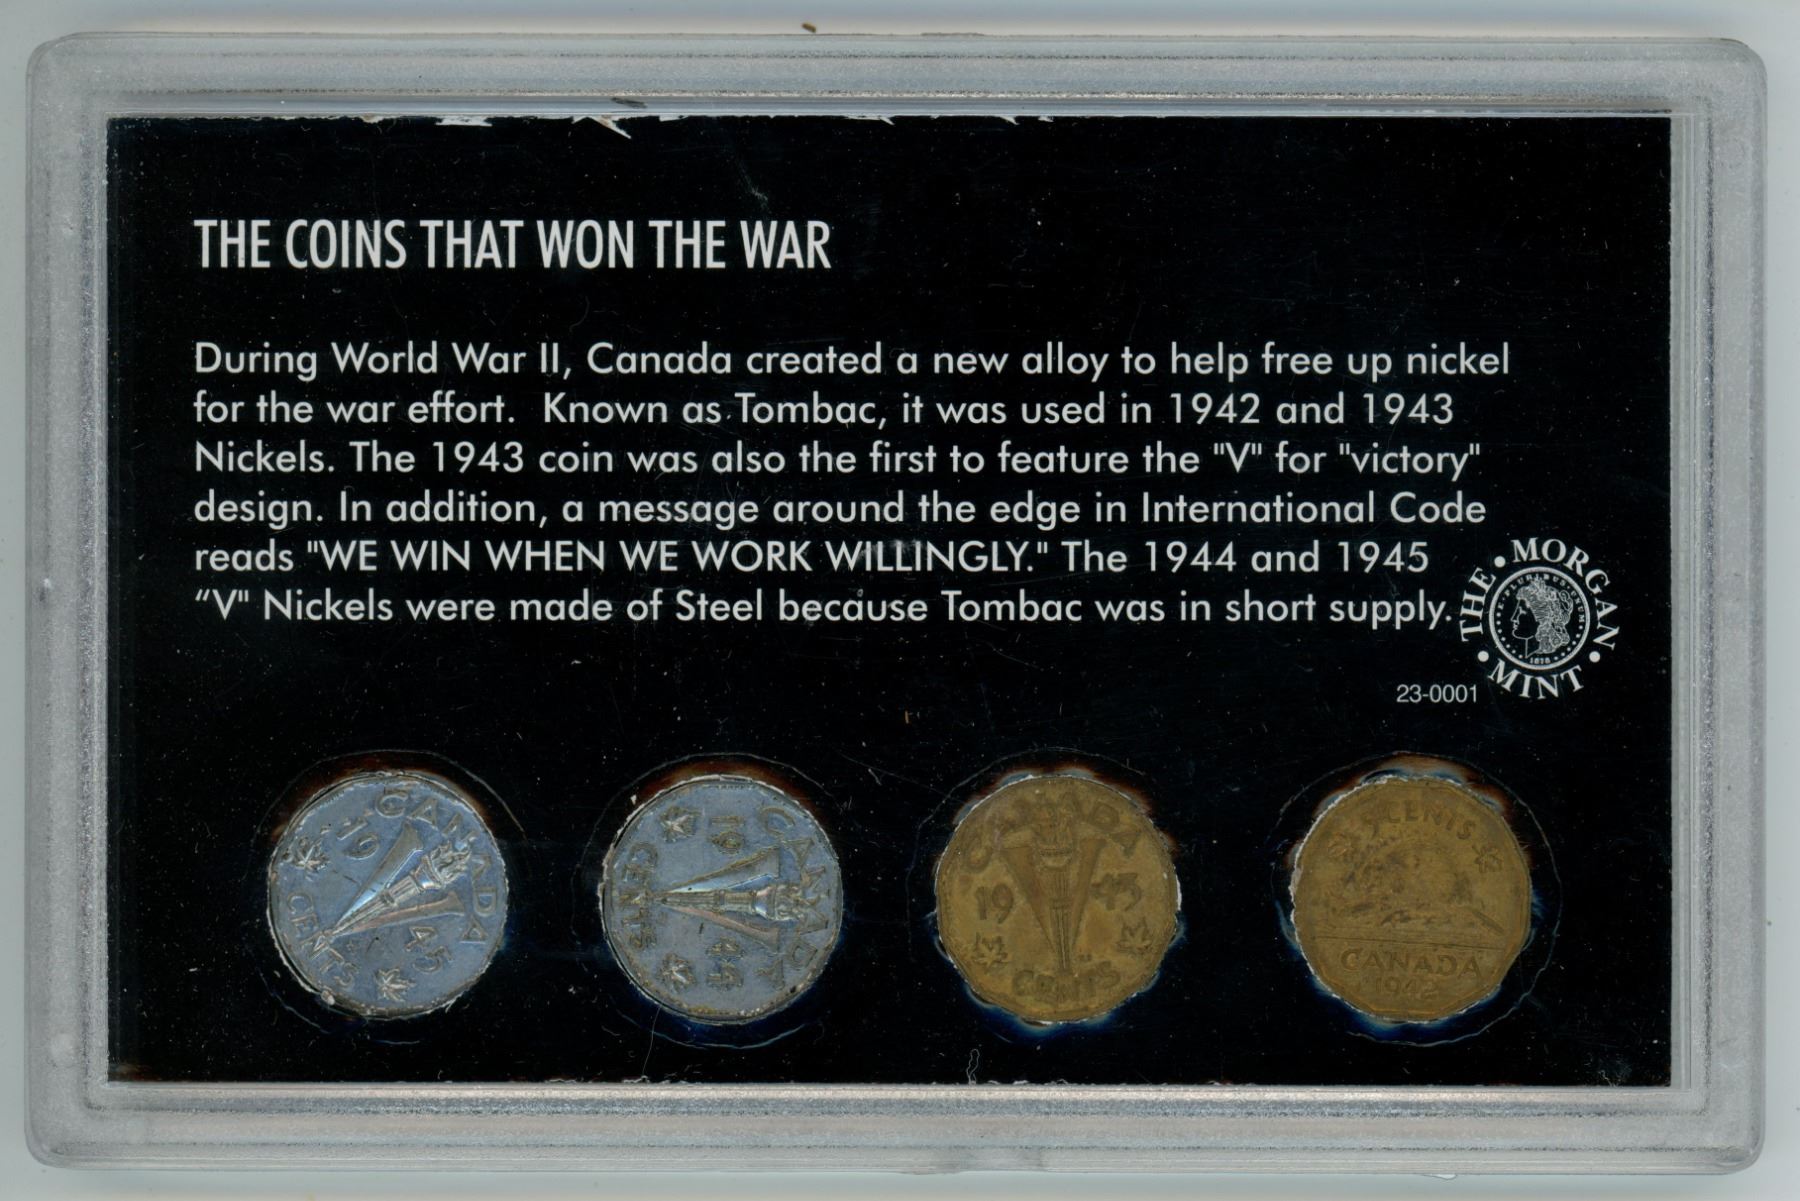 THE COINS THAT WON THE WAR
During World War II, Canada created a new alloy to help free up nickel
for the war effort. Known as Tombac, it was used in 1942 and 1943
Nickels. The 1943 coin was also the first to feature the "V" for "victory"
design. In addition, a message around the edge in International Code
reads "WE WIN WHEN WE WORK WILLINGLY." The 1944 and 1945
“V" Nickels were made of Steel because Tombac was in short supply.
THE • MORGAN • MINT •
E PLURIBUS UNUM
1878
23-0001
CANADA
19 45
CENTS
CANADA
19 44
CENTS
CANADA
19 43
CENTS
5 CENTS
CANADA
1942